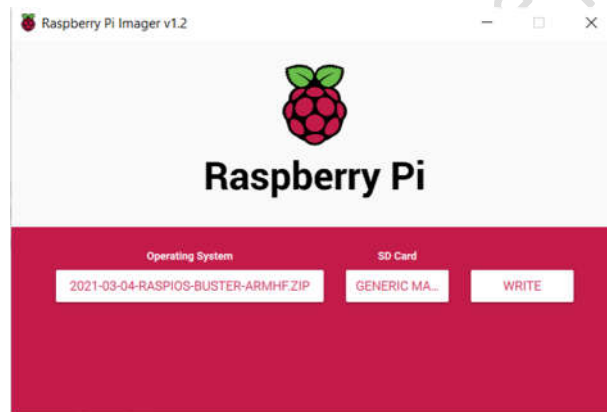 Raspberry Pi Imager v1.2
Raspberry Pi
Operating System
SD Card
2021-03-04-RASPIOS-BUSTER-ARMHF.ZIP
GENERIC MA...
WRITE